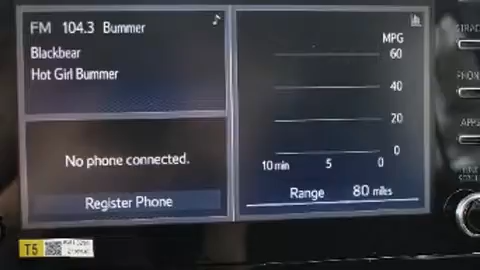 FM 104.3 Bummer
Blackbear
Hot Girl Bummer
No phone connected.
Register Phone
MPG
60
40
20
0
10 min 5 0
Range 80 miles
T5